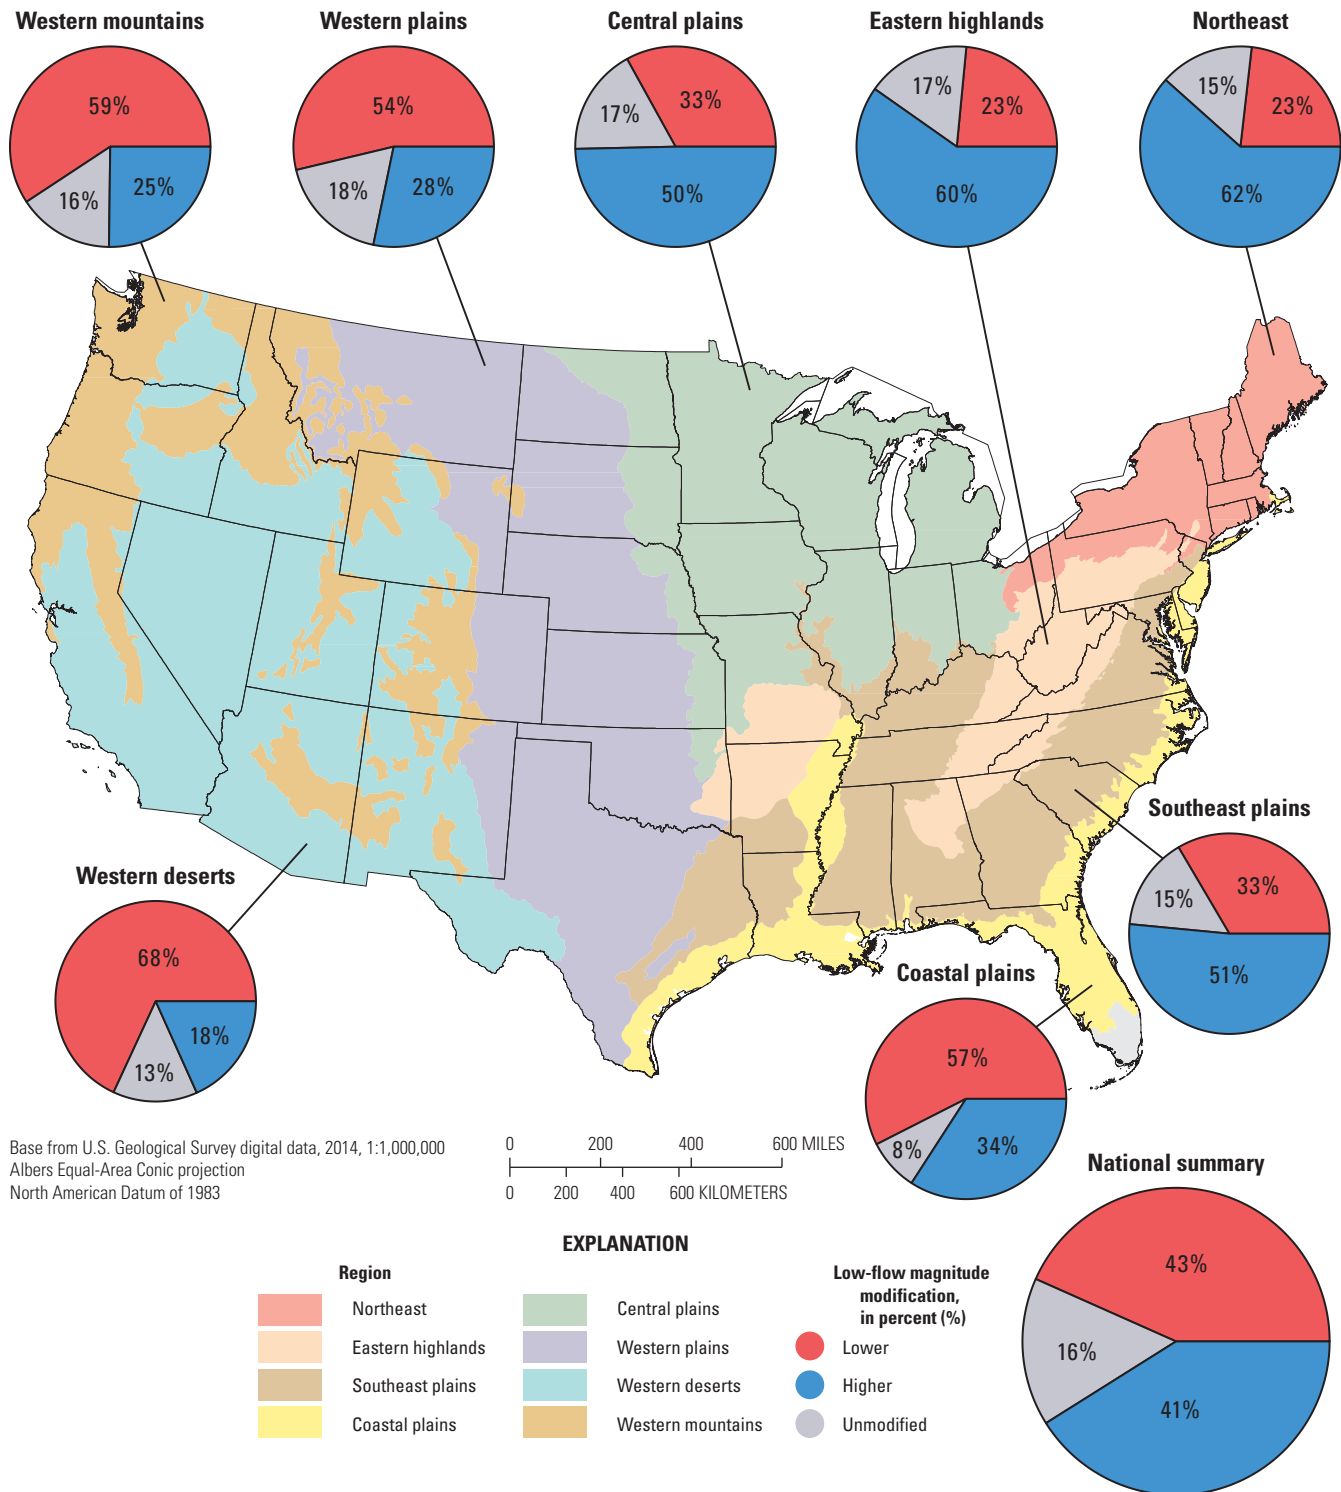 Western mountains
59%
16%
25%
Western plains
54%
18%
28%
Central plains
33%
17%
50%
Eastern highlands
17%
23%
60%
Northeast
15%
23%
62%
Southeast plains
33%
15%
51%
Western deserts
68%
18%
13%
Coastal plains
57%
8%
34%
Base from U.S. Geological Survey digital data, 2014, 1:1,000,000
Albers Equal-Area Conic projection
North American Datum of 1983
0 200 400 600 MILES
0 200 400 600 KILOMETERS
National summary
43%
16%
41%
EXPLANATION
Region
Northeast
Eastern highlands
Southeast plains
Coastal plains
Central plains
Western plains
Western deserts
Western mountains
Low-flow magnitude
modification,
in percent (%)
Lower
Higher
Unmodified